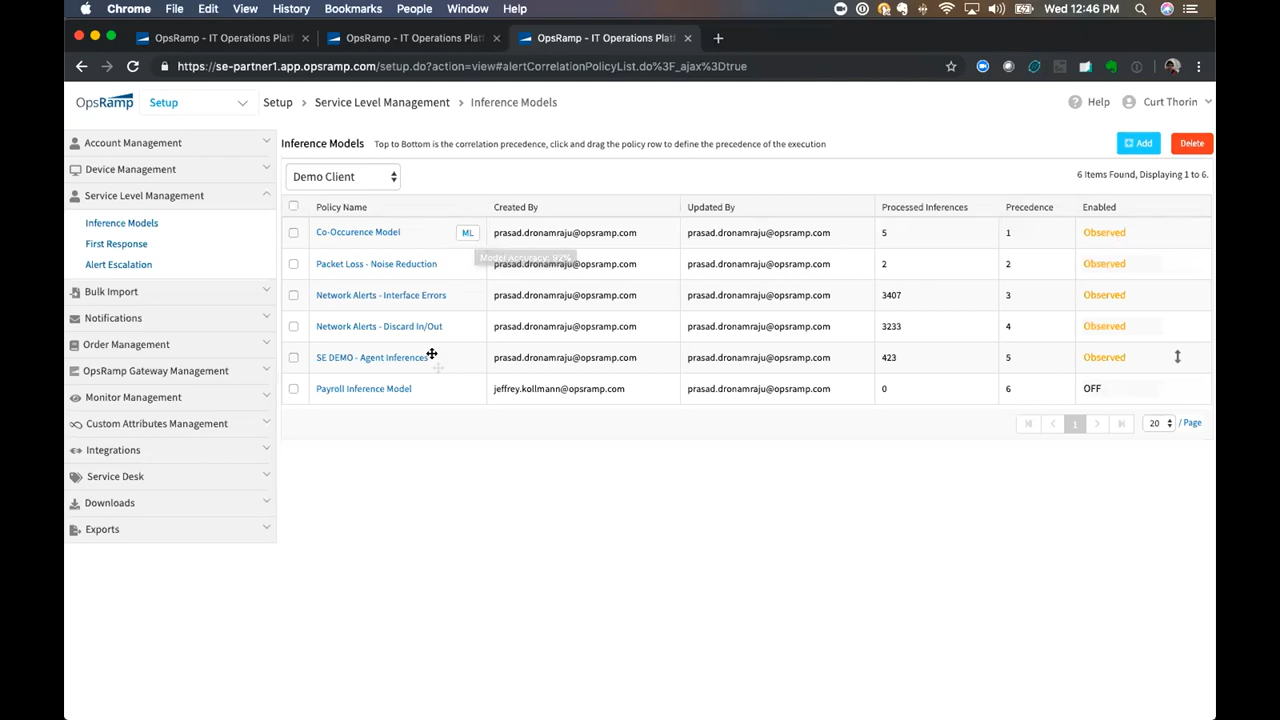 Chrome File Edit View History Bookmarks People Window Help Wed 12:46 PM
OpsRamp - IT Operations Platf OpsRamp - IT Operations Platf OpsRamp - IT Operations Platf
https://se-partner1.app.opsramp.com/setup.do?action=view#alertCorrelationPolicyList.do%3F_ajax%3Dtrue
OpsRamp Setup Setup > Service Level Management > Inference Models Help Curt Thorin
Account Management
Device Management
Service Level Management
Inference Models
First Response
Alert Escalation
Bulk Import
Notifications
Order Management
OpsRamp Gateway Management
Monitor Management
Custom Attributes Management
Integrations
Service Desk
Downloads
Exports
Inference Models Top to Bottom is the correlation precedence, click and drag the policy row to define the precedence of the execution Add Delete
Demo Client 6 Items Found, Displaying 1 to 6.
Policy Name Created By Updated By Processed Inferences Precedence Enabled
Co-Occurence Model ML prasad.dronamraju@opsramp.com prasad.dronamraju@opsramp.com 5 1 Observed
Model Accuracy: 92%
Packet Loss - Noise Reduction prasad.dronamraju@opsramp.com prasad.dronamraju@opsramp.com 2 2 Observed
Network Alerts - Interface Errors prasad.dronamraju@opsramp.com prasad.dronamraju@opsramp.com 3407 3 Observed
Network Alerts - Discard In/Out prasad.dronamraju@opsramp.com prasad.dronamraju@opsramp.com 3233 4 Observed
SE DEMO - Agent Inferences prasad.dronamraju@opsramp.com prasad.dronamraju@opsramp.com 423 5 Observed
Payroll Inference Model jeffrey.kollmann@opsramp.com prasad.dronamraju@opsramp.com 0 6 OFF
1 20 / Page